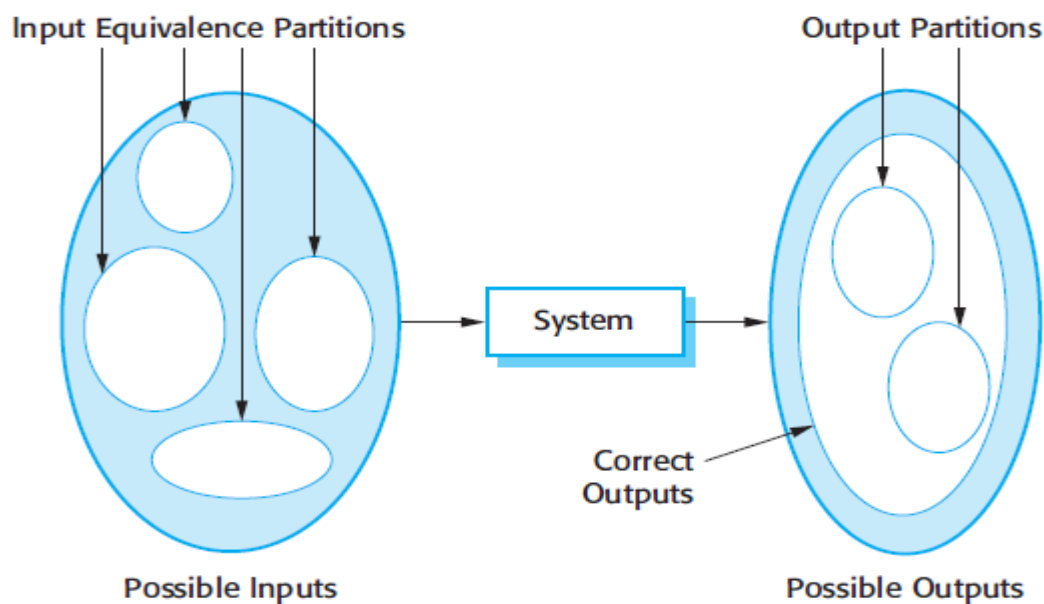 Input Equivalence Partitions
Output Partitions
System
Correct
Outputs
Possible Inputs
Possible Outputs